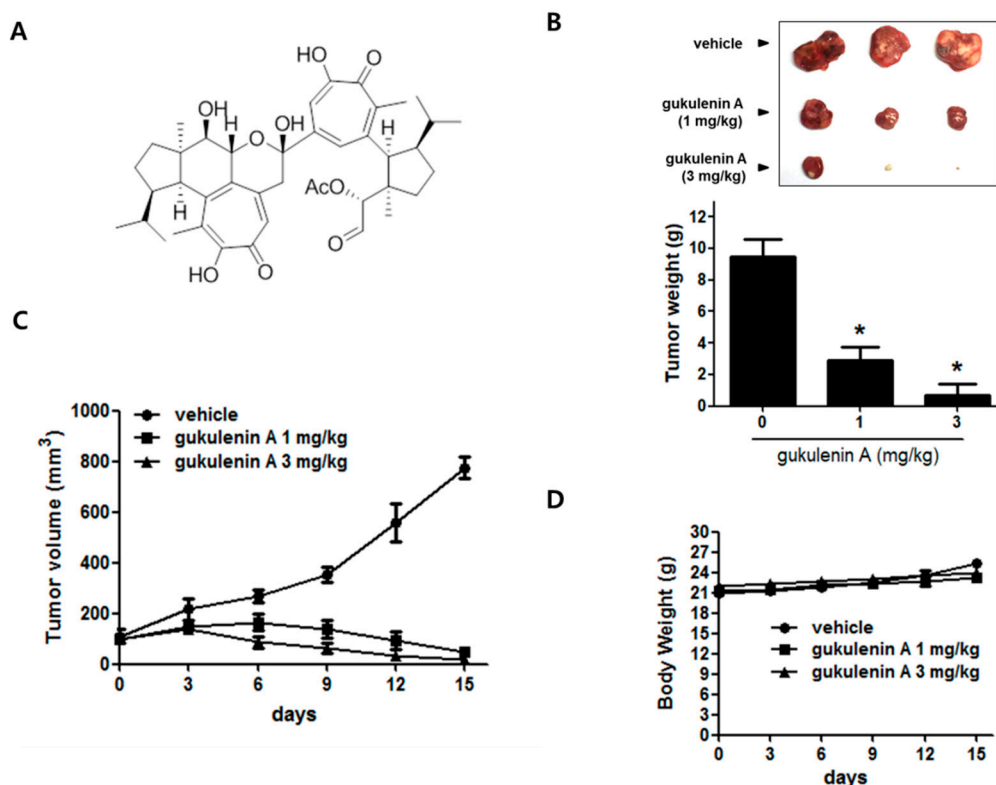 A
HO
O
OH
H
O
OH
H
AcO
H
O
HO
O
B
vehicle
gukulenin A
(1 mg/kg)
gukulenin A
(3 mg/kg)
Tumor weight (g)
12
10
8
6
4
2
0
*
*
0 1 3
gukulenin A (mg/kg)
C
Tumor volume (mm³)
1000
800
600
400
200
0
vehicle
gukulenin A 1 mg/kg
gukulenin A 3 mg/kg
0 3 6 9 12 15
days
D
Body Weight (g)
30
27
24
21
18
15
12
9
6
3
0
vehicle
gukulenin A 1 mg/kg
gukulenin A 3 mg/kg
0 3 6 9 12 15
days